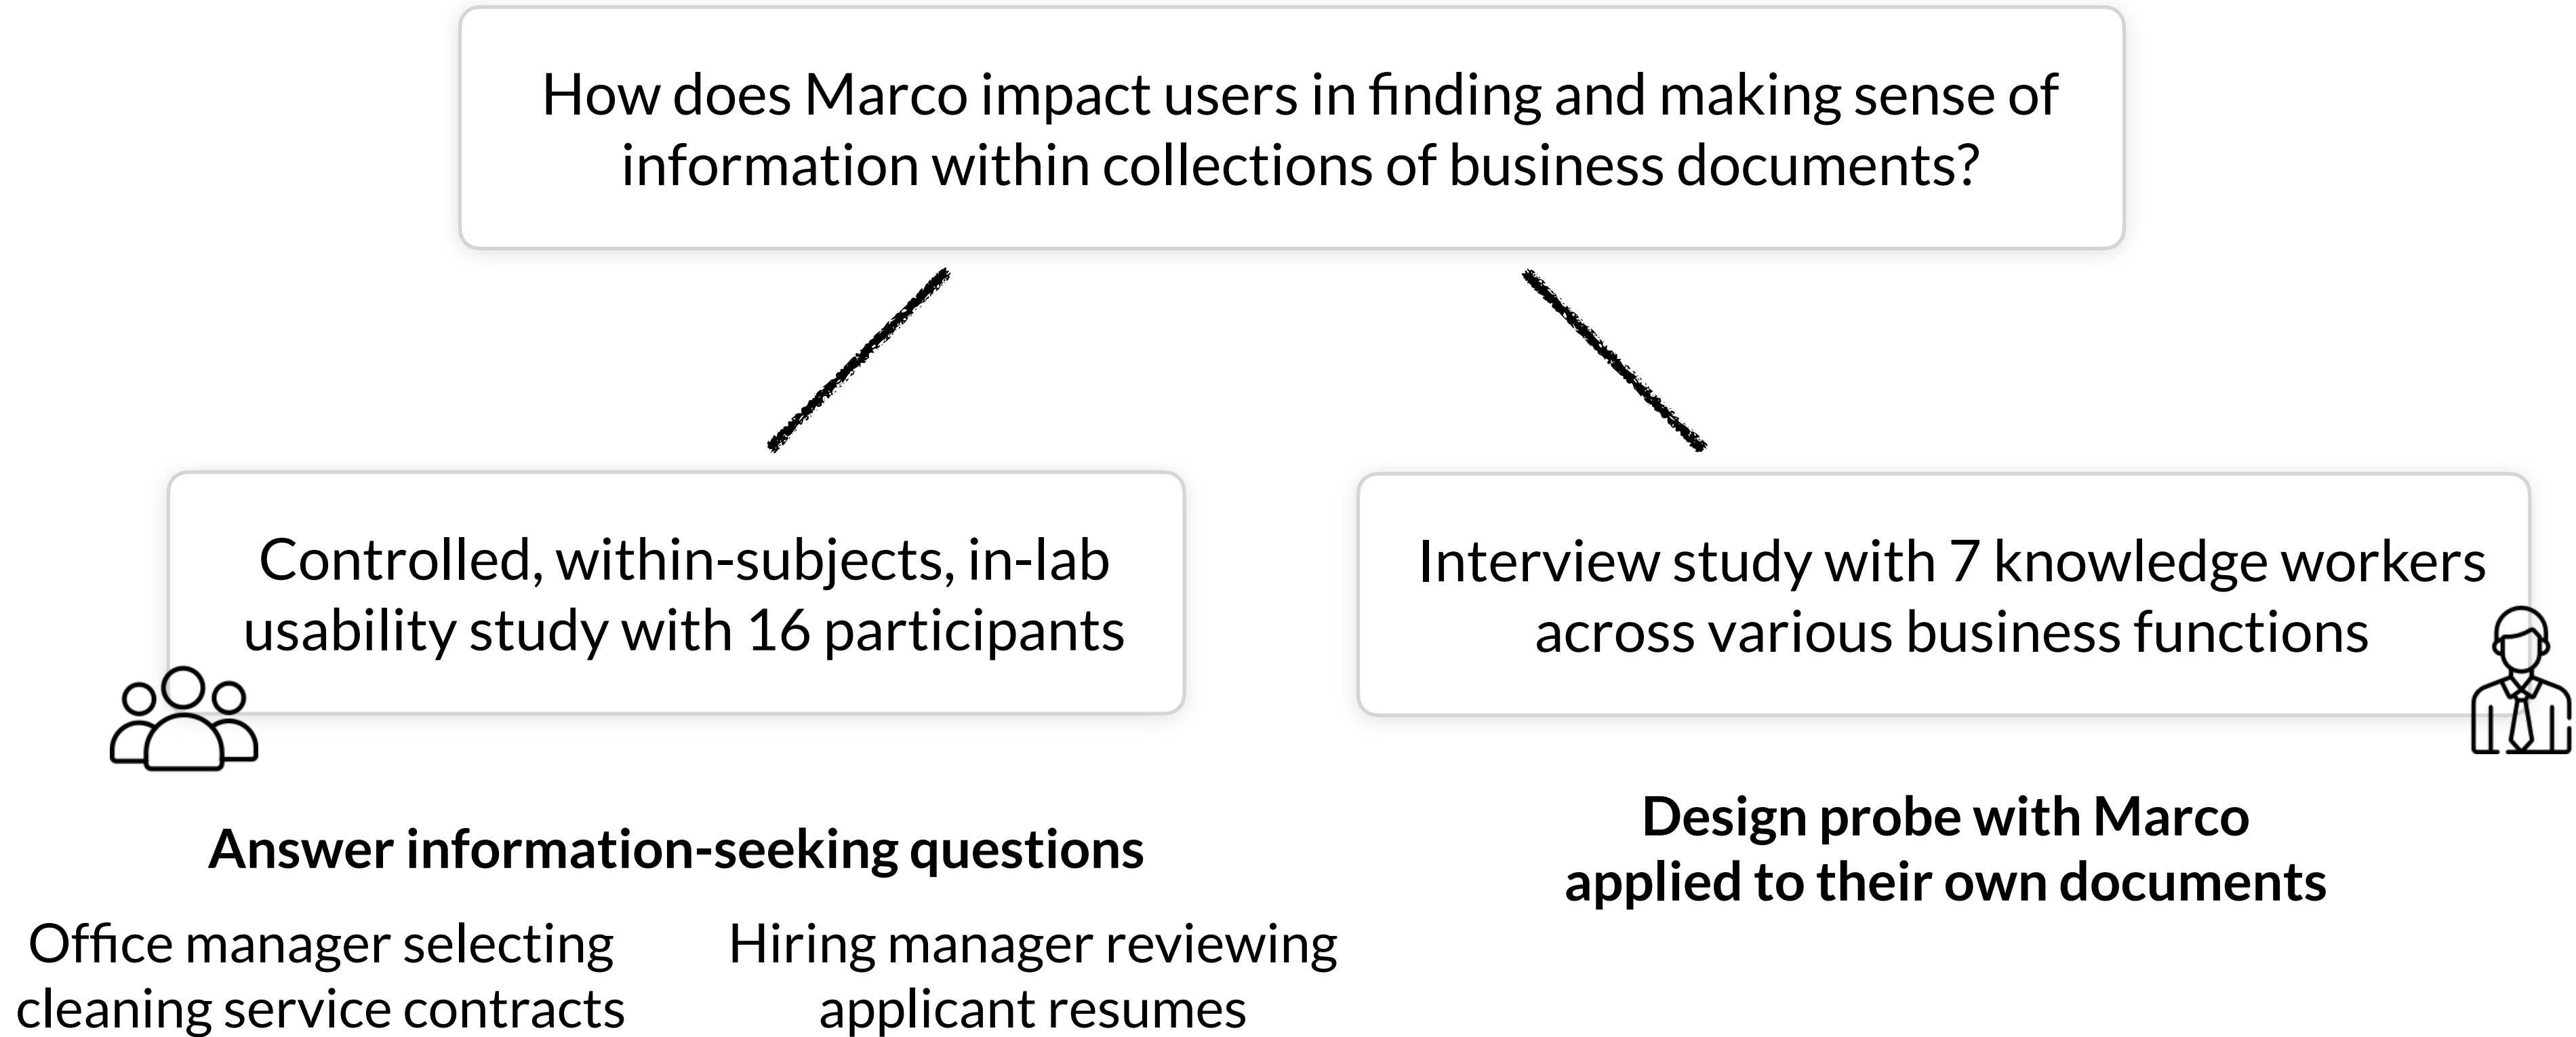 How does Marco impact users in finding and making sense of
information within collections of business documents?
Controlled, within-subjects, in-lab
usability study with 16 participants
Interview study with 7 knowledge workers
across various business functions
Answer information-seeking questions
Office manager selecting
cleaning service contracts
Hiring manager reviewing
applicant resumes
Design probe with Marco
applied to their own documents